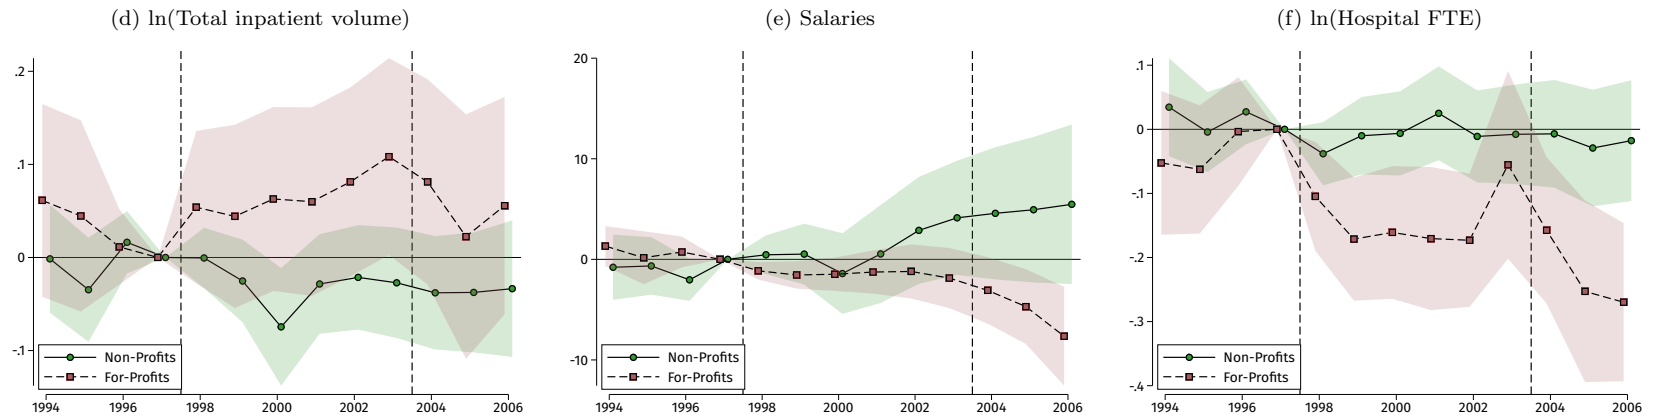 (d) ln(Total inpatient volume)
.2
.1
0
-.1
Non-Profits
For-Profits
1994 1996 1998 2000 2002 2004 2006
(e) Salaries
20
10
0
-10
Non-Profits
For-Profits
1994 1996 1998 2000 2002 2004 2006
(f) ln(Hospital FTE)
.1
0
-.1
-.2
-.3
-.4
Non-Profits
For-Profits
1994 1996 1998 2000 2002 2004 2006